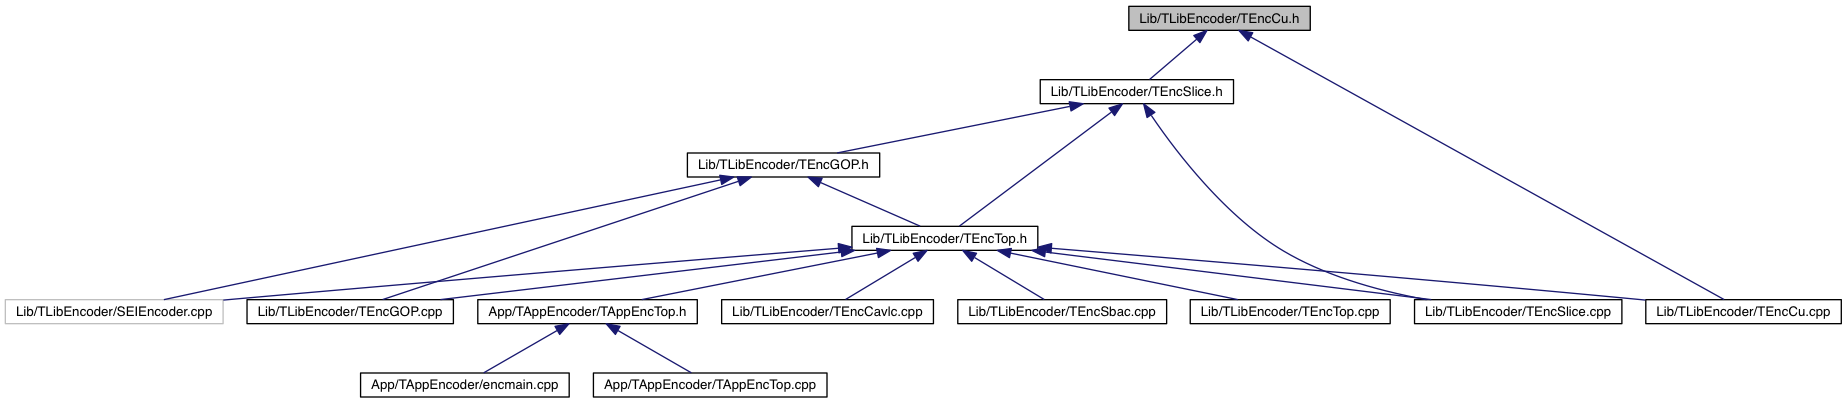 Lib/TLibEncoder/TEncCu.h
Lib/TLibEncoder/TEncSlice.h
Lib/TLibEncoder/TEncGOP.h
Lib/TLibEncoder/TEncTop.h
Lib/TLibEncoder/SEIEncoder.cpp
Lib/TLibEncoder/TEncGOP.cpp
App/TAppEncoder/TAppEncTop.h
Lib/TLibEncoder/TEncCavlc.cpp
Lib/TLibEncoder/TEncSbac.cpp
Lib/TLibEncoder/TEncTop.cpp
Lib/TLibEncoder/TEncSlice.cpp
Lib/TLibEncoder/TEncCu.cpp
App/TAppEncoder/encmain.cpp
App/TAppEncoder/TAppEncTop.cpp